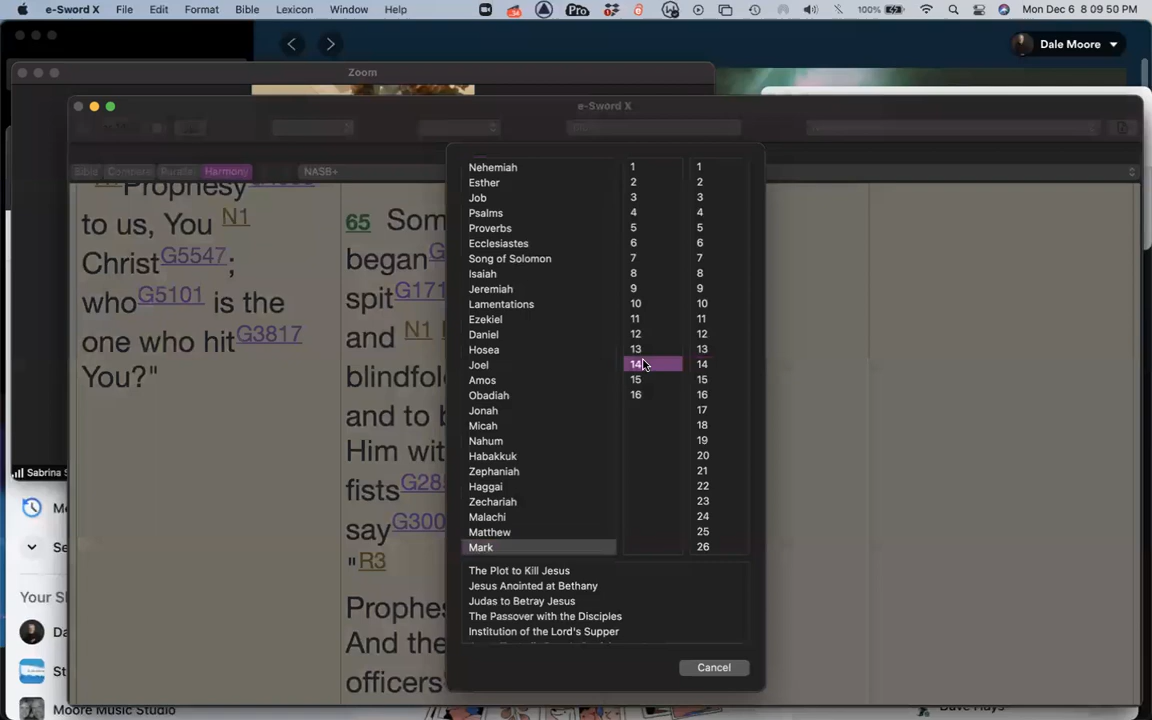 e-Sword X File Edit Format Bible Lexicon Window Help Pro 100% Mon Dec 6 8:09:50 PM
Dale Moore
Zoom
e-Sword X
Bible Compare Parallel Harmony NASB+
Nehemiah 1 1
Esther 2 2
Job 3 3
Psalms 4 4
Proverbs 5 5
Ecclesiastes 6 6
Song of Solomon 7 7
Isaiah 8 8
Jeremiah 9 9
Lamentations 10 10
Ezekiel 11 11
Daniel 12 12
Hosea 13 13
Joel 14 14
Amos 15 15
Obadiah 16 16
Jonah 17
Micah 18
Nahum 19
Habakkuk 20
Zephaniah 21
Haggai 22
Zechariah 23
Malachi 24
Matthew 25
Mark 26
The Plot to Kill Jesus
Jesus Anointed at Bethany
Judas to Betray Jesus
The Passover with the Disciples
Institution of the Lord's Supper
Cancel
"Prophesy
to us, You N1
Christ G5547;
who G5101 is the
one who hit G3817
You?"
65 Som
began G
spit G171
and N1
blindfol
and to b
Him wit
fists G28
say G300
" R3
Prophes
And the
officers'
Sabrina S
Me
Se
Your S
Da
St
Moore Music Studio
Dave Hays